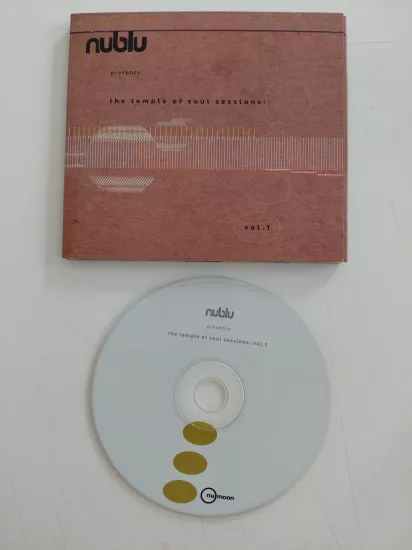 nublu
presents
the temple of soul sessions:
vol.1
nublu
presents
the temple of soul sessions: vol.1
nu moon